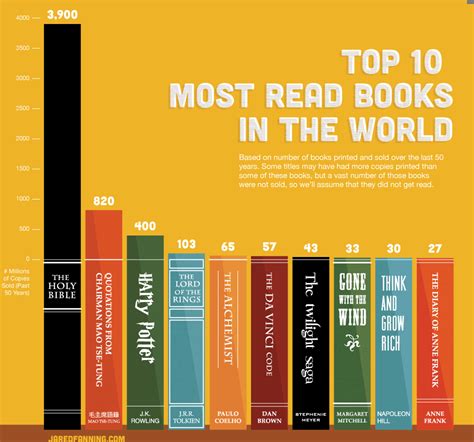 TOP 10
MOST READ BOOKS
IN THE WORLD
Based on number of books printed and sold over the last 50
years. Some titles may have had more copies printed than
some of these books, but a vast number of those books
were not sold, so we'll assume that they did not get read.
4000
3500
3000
2500
2000
1500
1000
500
0
# Millions
of Copies
Sold (Past
50 Years)
3,900
THE
HOLY
BIBLE
820
QUOTATIONS FROM
CHAIRMAN MAO TSE-TUNG
毛主席語錄
MAO
TSE-TUNG
400
Harry Potter
J.K.
ROWLING
103
THE
LORD
OF THE
RINGS
J.R.R.
TOLKIEN
65
THE ALCHEMIST
PAULO
COELHO
57
THE DA VINCI
CODE
DAN
BROWN
43
The twilight
saga
STEPHENIE
MEYER
33
GONE
WITH THE
WIND
MARGARET
MITCHELL
30
THINK
AND
GROW
RICH
NAPOLEON
HILL
27
THE DIARY OF ANNE FRANK
ANNE
FRANK
JAREDFANNING.COM